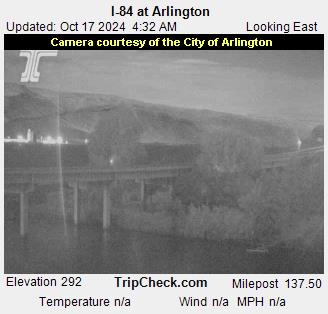 I-84 at Arlington
Updated: Oct 17 2024 4:32 AM Looking East
Camera courtesy of the City of Arlington
Elevation 292 TripCheck.com Milepost 137.50
Temperature n/a Wind n/a MPH n/a